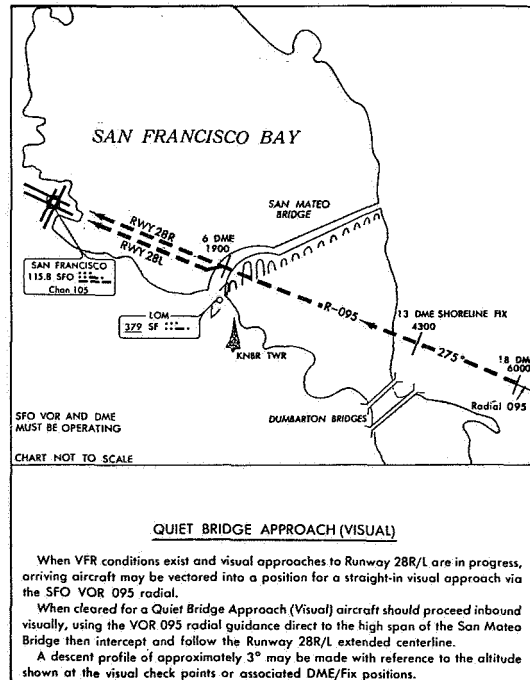 SAN FRANCISCO BAY
SAN MATEO
BRIDGE
RWY 28R
RWY 28L
6 DME
1900
SAN FRANCISCO
115.8 SFO
Chan 105
LOM
379 SF
KNBR TWR
R-095
13 DME SHORELINE FIX
4300
275°
18 DM
6000
Radial 095
DUMBARTON BRIDGES
SFO VOR AND DME
MUST BE OPERATING
CHART NOT TO SCALE
QUIET BRIDGE APPROACH (VISUAL)
When VFR conditions exist and visual approaches to Runway 28R/L are in progress,
arriving aircraft may be vectored into a position for a straight-in visual approach via
the SFO VOR 095 radial.
When cleared for a Quiet Bridge Approach (Visual) aircraft should proceed inbound
visually, using the VOR 095 radial guidance direct to the high span of the San Mateo
Bridge then intercept and follow the Runway 28R/L extended centerline.
A descent profile of approximately 3° may be made with reference to the altitude
shown at the visual check points or associated DME/Fix positions.